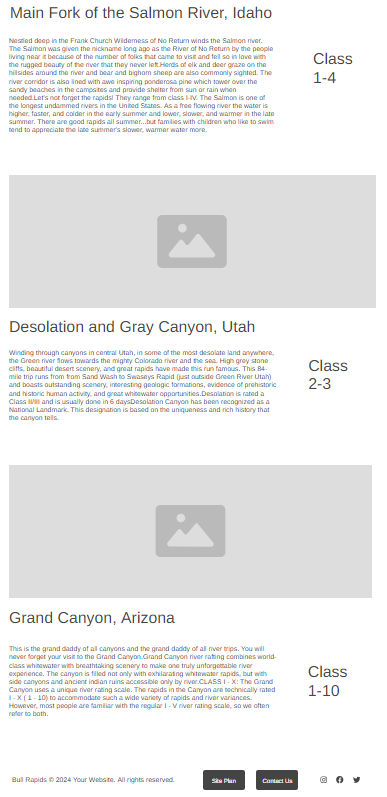 Main Fork of the Salmon River, Idaho
Nestled deep in the Frank Church Wilderness of No Return winds the Salmon river.
The Salmon was given the nickname long ago as the River of No Return by the people
living near it because of the number of folks that came to visit and fell so in love with
the rugged beauty of the river that they never left.Herds of elk and deer graze on the
hillsides around the river and bear and bighorn sheep are also commonly sighted. The
river corridor is also lined with awe inspiring ponderosa pine which tower over the
sandy beaches in the campsites and provide shelter from sun or rain when
needed.Let's not forget the rapids! They range from class I-IV. The Salmon is one of
the longest undammed rivers in the United States. As a free flowing river the water is
higher, faster, and colder in the early summer and lower, slower, and warmer in the late
summer. There are good rapids all summer...but families with children who like to swim
tend to appreciate the late summer's slower, warmer water more.
Class
1-4
Desolation and Gray Canyon, Utah
Winding through canyons in central Utah, in some of the most desolate land anywhere,
the Green river flows towards the mighty Colorado river and the sea. High grey stone
cliffs, beautiful desert scenery, and great rapids have made this run famous. This 84-
mile trip runs from from Sand Wash to Swaseys Rapid (just outside Green River Utah)
and boasts outstanding scenery, interesting geologic formations, evidence of prehistoric
and historic human activity, and great whitewater opportunities.Desolation is rated a
Class II/III and is usually done in 6 daysDesolation Canyon has been recognized as a
National Landmark. This designation is based on the uniqueness and rich history that
the canyon tells.
Class
2-3
Grand Canyon, Arizona
This is the grand daddy of all canyons and the grand daddy of all river trips. You will
never forget your visit to the Grand Canyon.Grand Canyon river rafting combines world-
class whitewater with breathtaking scenery to make one truly unforgettable river
experience. The canyon is filled not only with exhilarating whitewater rapids, but with
side canyons and ancient indian ruins accessible only by river.CLASS I - X: The Grand
Canyon uses a unique river rating scale. The rapids in the Canyon are technically rated
I - X ( 1 - 10) to accommodate such a wide variety of rapids and river variances,
However, most people are familiar with the regular I - V river rating scale, so we often
refer to both.
Class
1-10
Bull Rapids © 2024 Your Website. All rights reserved.
Site Plan
Contact Us